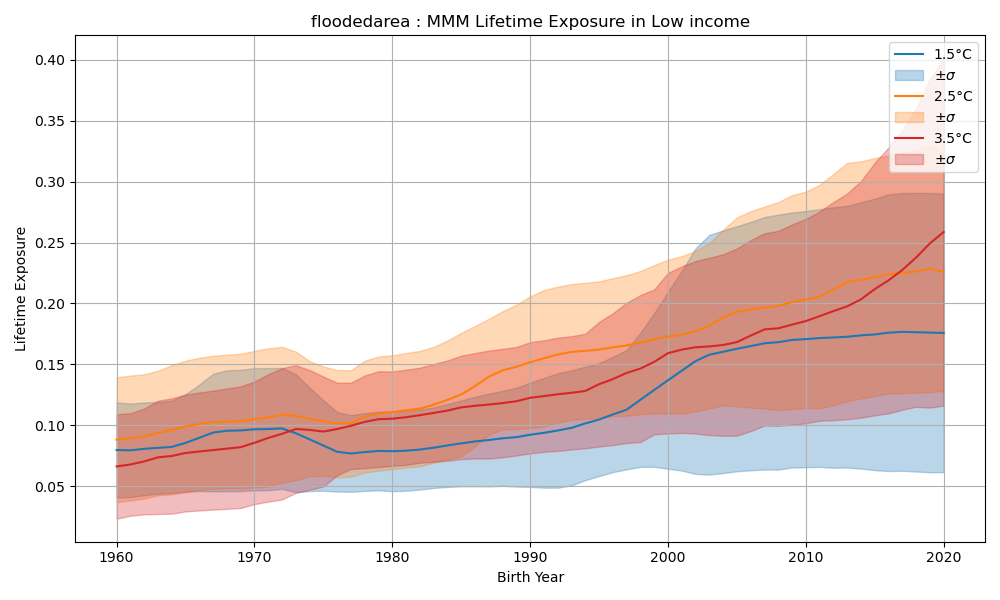 floodedarea : MMM Lifetime Exposure in Low income
1.5°C
±σ
2.5°C
±σ
3.5°C
±σ
Lifetime Exposure
0.40
0.35
0.30
0.25
0.20
0.15
0.10
0.05
1960 1970 1980 1990 2000 2010 2020
Birth Year